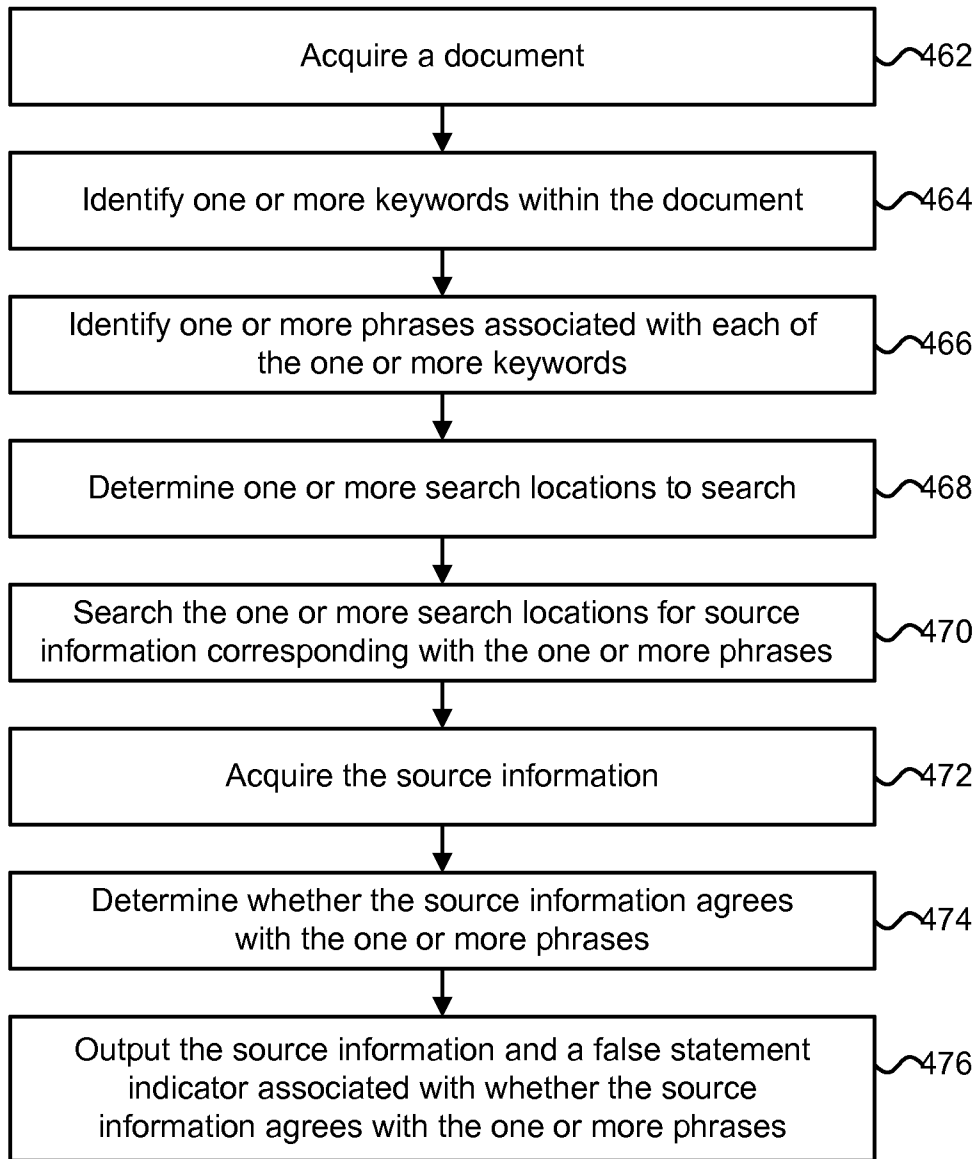 Acquire a document
462
Identify one or more keywords within the document
464
Identify one or more phrases associated with each of
the one or more keywords
466
Determine one or more search locations to search
468
Search the one or more search locations for source
information corresponding with the one or more phrases
470
Acquire the source information
472
Determine whether the source information agrees
with the one or more phrases
474
Output the source information and a false statement
indicator associated with whether the source
information agrees with the one or more phrases
476